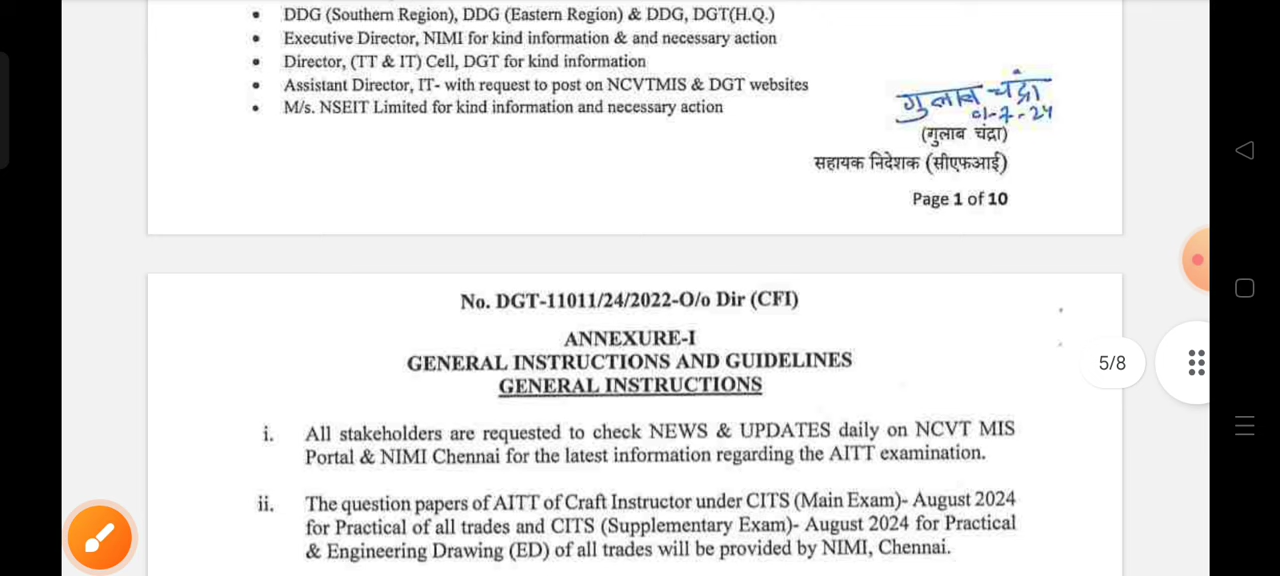 DDG (Southern Region), DDG (Eastern Region) & DDG, DGT(H.Q.)
Executive Director, NIMI for kind information & and necessary action
Director, (TT & IT) Cell, DGT for kind information
Assistant Director, IT- with request to post on NCVTMIS & DGT websites
M/s. NSEIT Limited for kind information and necessary action
गुलाब चंद्रा
01-7-24
(गुलाब चंद्रा)
सहायक निदेशक (सीएफआई)
Page 1 of 10
No. DGT-11011/24/2022-O/o Dir (CFI)
ANNEXURE-I
GENERAL INSTRUCTIONS AND GUIDELINES
GENERAL INSTRUCTIONS
5/8
i. All stakeholders are requested to check NEWS & UPDATES daily on NCVT MIS
Portal & NIMI Chennai for the latest information regarding the AITT examination.
ii. The question papers of AITT of Craft Instructor under CITS (Main Exam)- August 2024
for Practical of all trades and CITS (Supplementary Exam)- August 2024 for Practical
& Engineering Drawing (ED) of all trades will be provided by NIMI, Chennai.